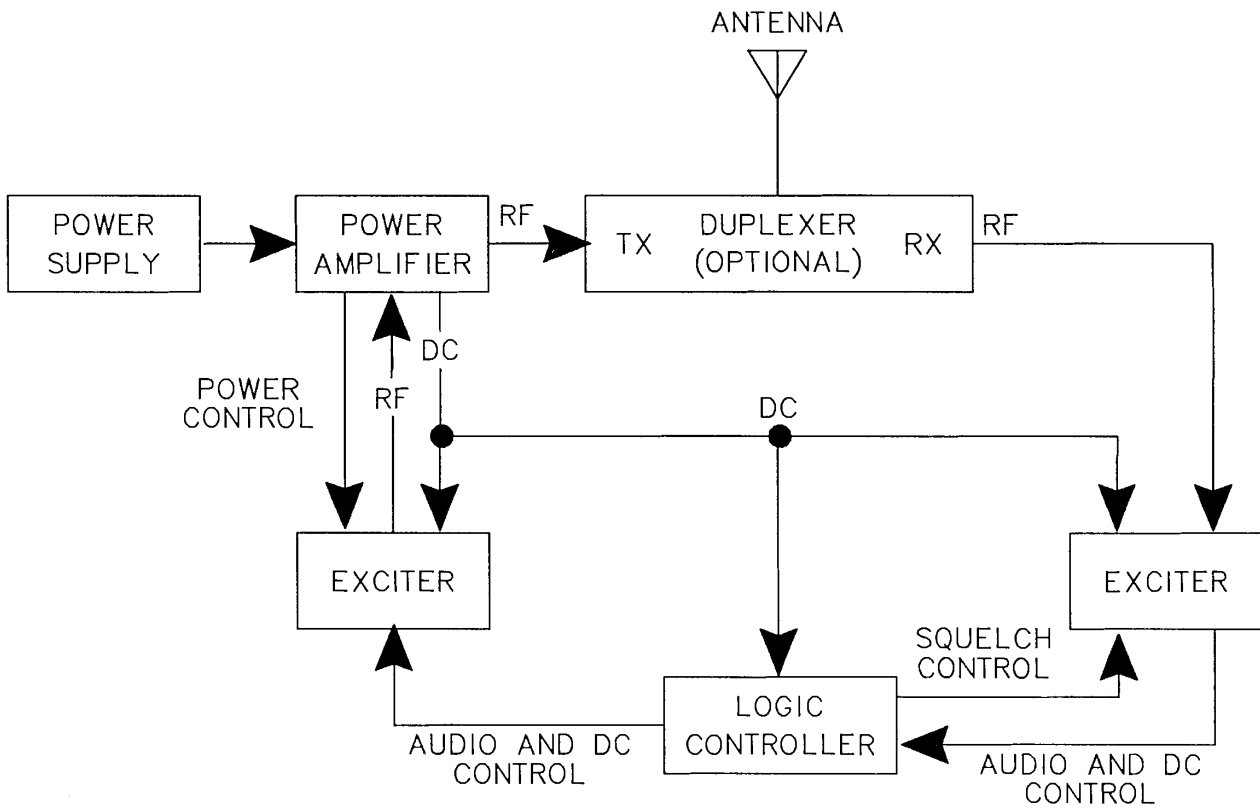 ANTENNA
POWER
SUPPLY
POWER
AMPLIFIER
RF
TX
DUPLEXER
(OPTIONAL)
RX
RF
POWER
CONTROL
RF
DC
DC
EXCITER
EXCITER
SQUELCH
CONTROL
LOGIC
CONTROLLER
AUDIO AND DC
CONTROL
AUDIO AND DC
CONTROL